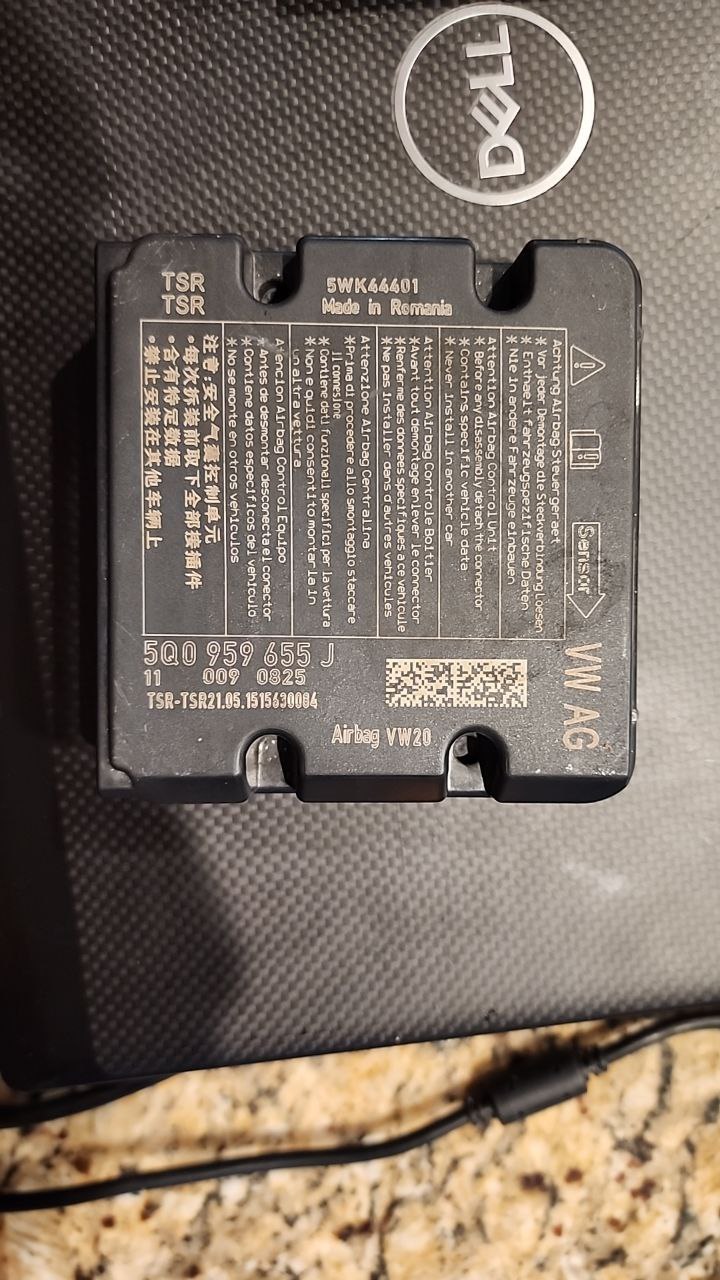 DELL
TSR
TSR
5WK44401
Made in Romania
Sensor
Achtung Airbag Steuergeraet
* Vor jeder Demontage die Steckverbindung loesen
* Enthaelt fahrzeugspezifische Daten
* Nie in andere Fahrzeuge einbauen
Attention Airbag Control Unit
* Before any disassembly detach the connector
* Contains specific vehicle data
* Never install in another car
Attention Airbag Controle Boitier
* Avant tout démontage enlever le connector
* Renferme des données specifiques a ce vehicule
* Ne pas installer dans d'autres vehicules
Attenzione Airbag Centralina
* Prima di procedere allo smontaggio staccare
il connesione
* Contiene dati funzionali specifici per la vettura
* Non e quidi consentito montarla in
un altra vettura
Atencion Airbag Control Equipo
* Antes de desmontar desconecta el conector
* Contiene datos especificos del vehiculo
* No se monte en otros vehiculos
注意:安全气囊控制单元
•每次拆装前取下全部接插件
•含有特定数据
•禁止安装在其他车辆上
5Q0 959 655 J
11 009 0825
TSR-TSR21.05.1515630084
VW AG
Airbag VW20